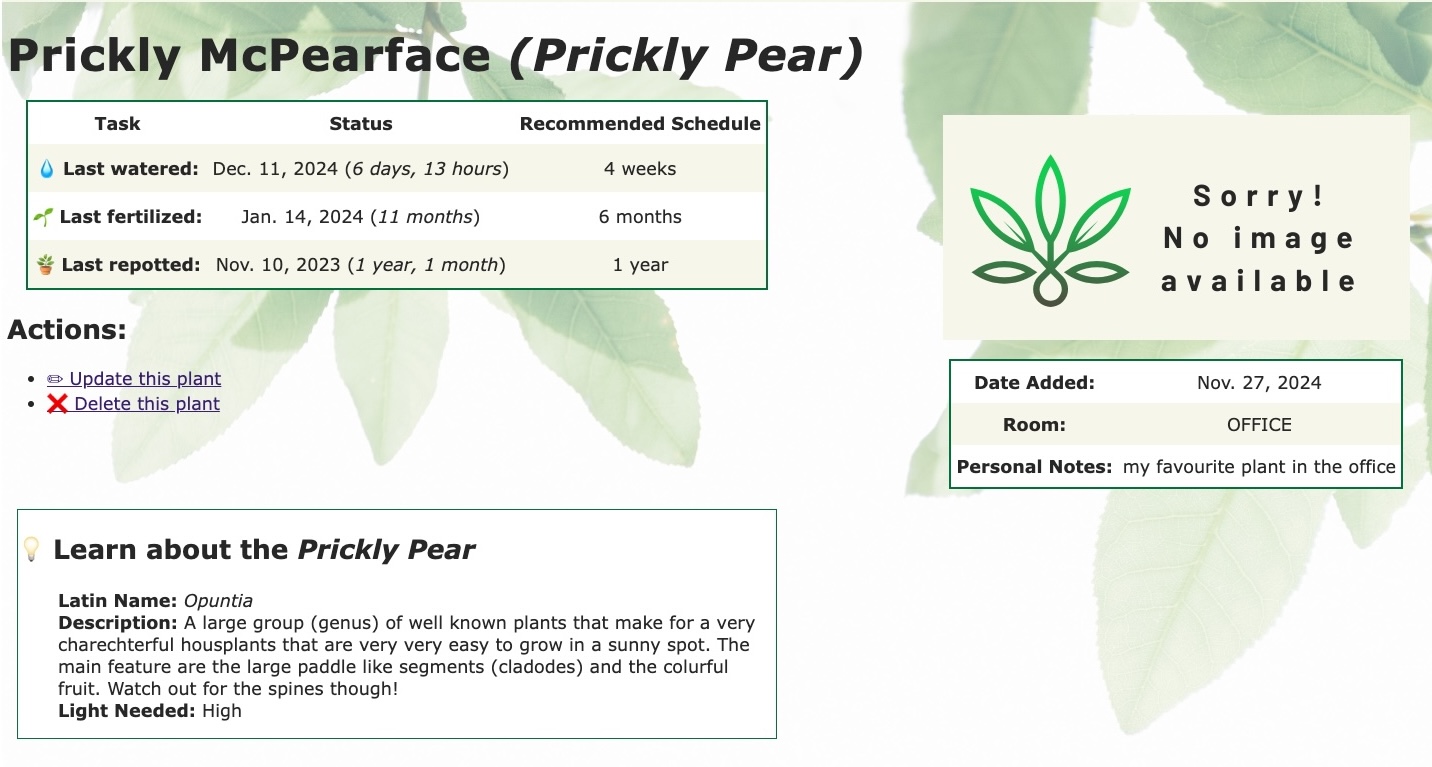 Prickly McPearface (Prickly Pear)
Task Status Recommended Schedule
Last watered: Dec. 11, 2024 (6 days, 13 hours) 4 weeks
Last fertilized: Jan. 14, 2024 (11 months) 6 months
Last repotted: Nov. 10, 2023 (1 year, 1 month) 1 year
Actions:
✏ Update this plant
❌ Delete this plant
Sorry!
No image
available
Date Added: Nov. 27, 2024
Room: OFFICE
Personal Notes: my favourite plant in the office
Learn about the Prickly Pear
Latin Name: Opuntia
Description: A large group (genus) of well known plants that make for a very
charechterful housplants that are very very easy to grow in a sunny spot. The
main feature are the large paddle like segments (cladodes) and the colurful
fruit. Watch out for the spines though!
Light Needed: High